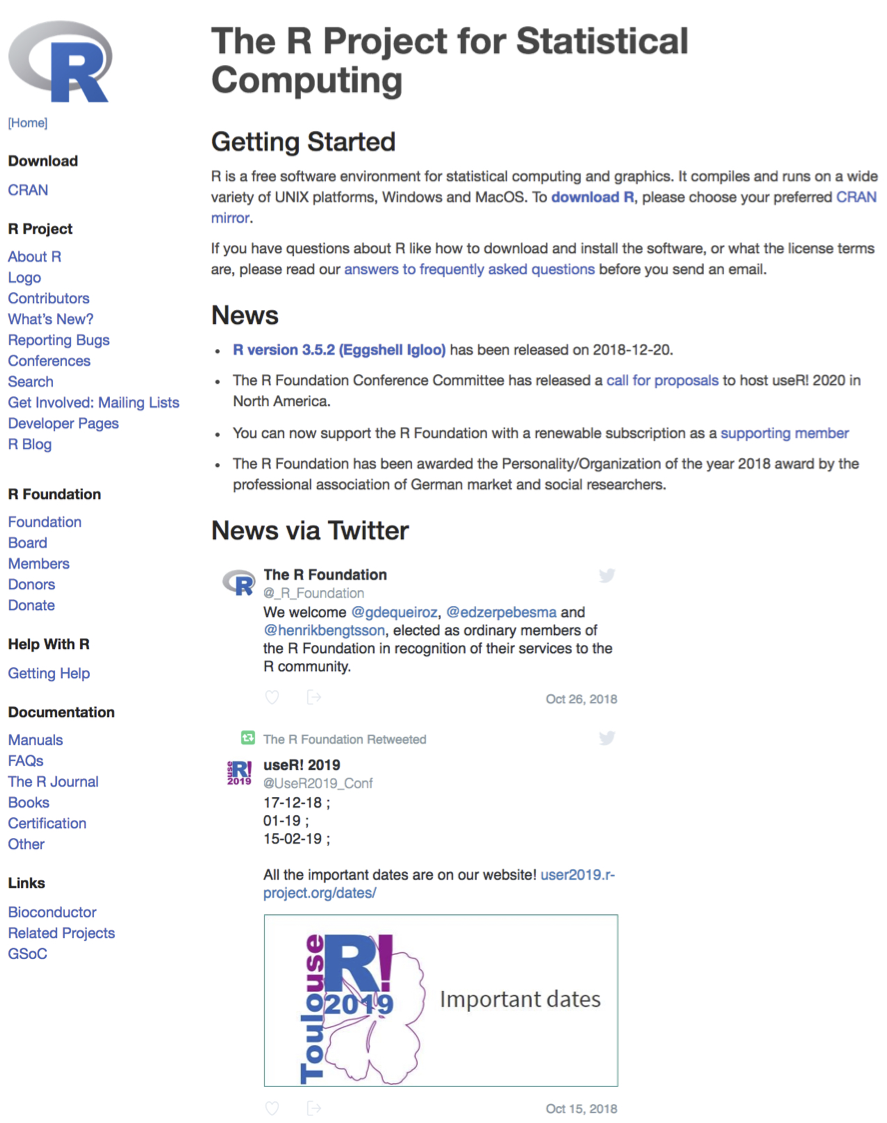 R
[Home]
Download
CRAN
R Project
About R
Logo
Contributors
What's New?
Reporting Bugs
Conferences
Search
Get Involved: Mailing Lists
Developer Pages
R Blog
R Foundation
Foundation
Board
Members
Donors
Donate
Help With R
Getting Help
Documentation
Manuals
FAQs
The R Journal
Books
Certification
Other
Links
Bioconductor
Related Projects
GSoC
The R Project for Statistical
Computing
Getting Started
R is a free software environment for statistical computing and graphics. It compiles and runs on a wide
variety of UNIX platforms, Windows and MacOS. To download R, please choose your preferred CRAN
mirror.
If you have questions about R like how to download and install the software, or what the license terms
are, please read our answers to frequently asked questions before you send an email.
News
• R version 3.5.2 (Eggshell Igloo) has been released on 2018-12-20.
• The R Foundation Conference Committee has released a call for proposals to host useR! 2020 in
North America.
• You can now support the R Foundation with a renewable subscription as a supporting member
• The R Foundation has been awarded the Personality/Organization of the year 2018 award by the
professional association of German market and social researchers.
News via Twitter
R
The R Foundation
@_R_Foundation
We welcome @gdequeiroz, @edzerpebesma and
@henrikbengtsson, elected as ordinary members of
the R Foundation in recognition of their services to the
R community.
Oct 26, 2018
The R Foundation Retweeted
useR!
2019
useR! 2019
@UseR2019_Conf
17-12-18 ;
01-19 ;
15-02-19 ;
All the important dates are on our website! user2019.r-
project.org/dates/
Toulouse
R!
2019
Important dates
Oct 15, 2018